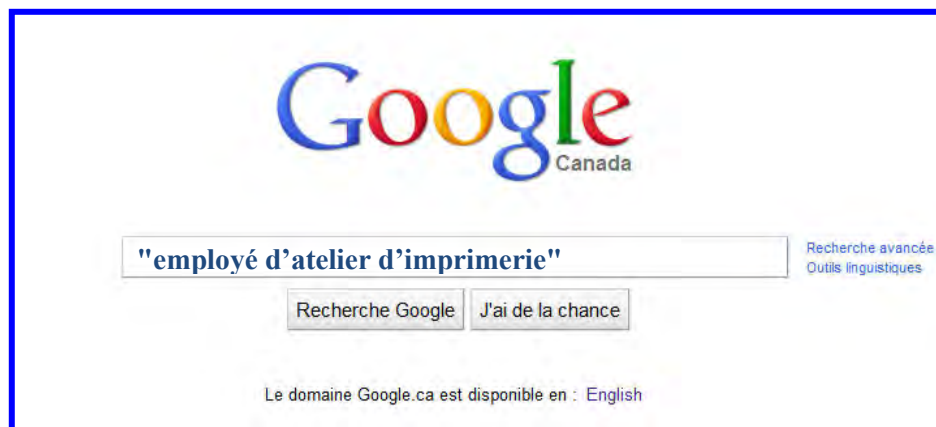 Google
Canada
"employé d’atelier d’imprimerie"
Recherche avancée
Outils linguistiques
Recherche Google
J'ai de la chance
Le domaine Google.ca est disponible en : English